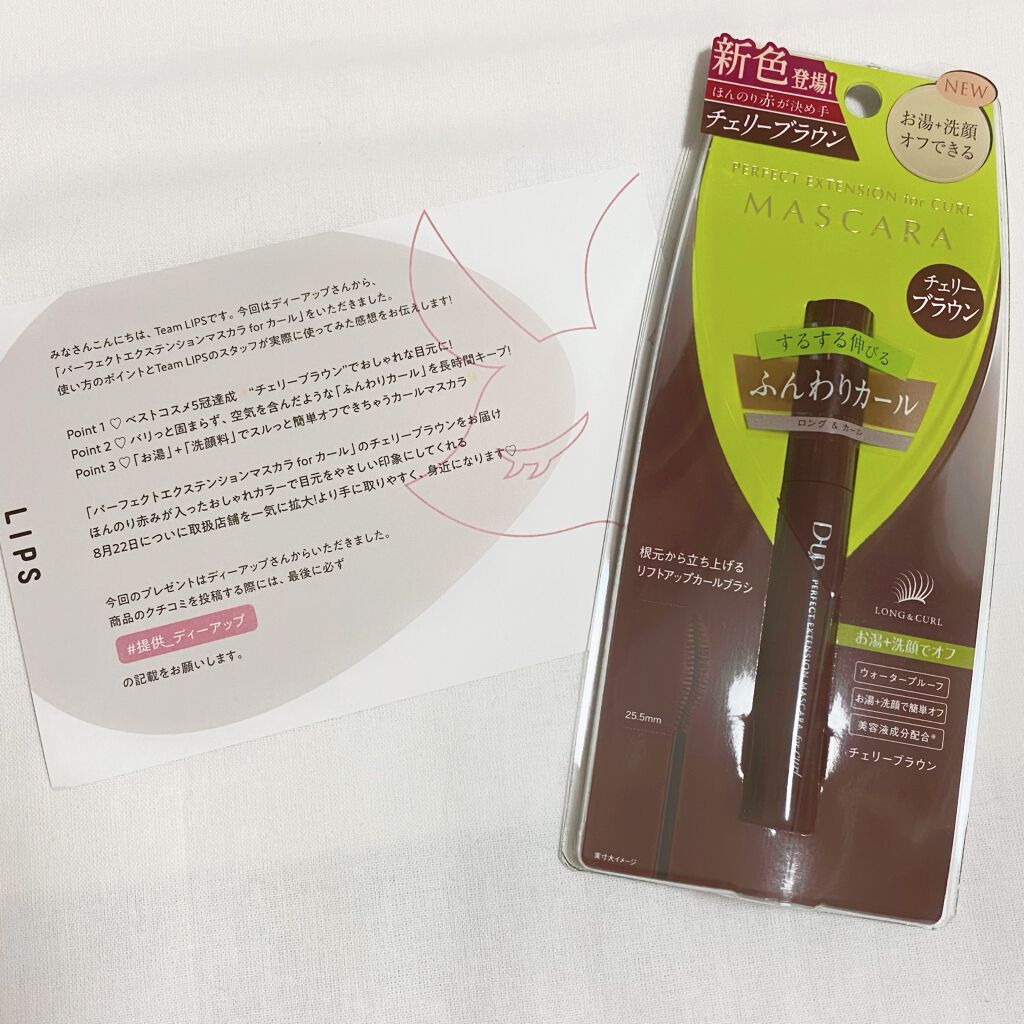 みなさんこんにちは、Team LIPSです。今回はディーアップさんから、
「パーフェクトエクステンションマスカラ for カール」をいただきました。
使い方のポイントとTeam LIPSのスタッフが実際に使ってみた感想をお伝えします!
Point 1 ♡ ベストコスメ5冠達成✨"チェリーブラウン"でおしゃれな目元に!
Point 2 ♡ パリっと固まらず、空気を含んだような「ふんわりカール」を長時間キープ!
Point 3 ♡「お湯」+「洗顔料」でスルっと簡単オフできちゃうカールマスカラ✨
「パーフェクトエクステンションマスカラ for カール」のチェリーブラウンをお届け
ほんのり赤みが入ったおしゃれカラーで目元をやさしい印象にしてくれる
8月22日についに取扱店舗を一気に拡大!より手に取りやすく、身近になります♡
今回のプレゼントはディーアップさんからいただきました。
商品のクチコミを投稿する際には、最後に必ず
#提供_ディーアップ
の記載をお願いします。
LIPS
新色登場!
ほんのり赤が決め手
チェリーブラウン
NEW
お湯+洗顔
オフできる
PERFECT EXTENSION for CURL
MASCARA
チェリー
ブラウン
するする伸びる
ふんわりカール
ロング & カール
D.U.P
PERFECT EXTENSION MASCARA for curl
根元から立ち上げる
リフトアップカールブラシ
25.5mm
実寸大イメージ
LONG&CURL
お湯+洗顔でオフ
ウォータープルーフ
お湯+洗顔で簡単オフ
美容液成分配合※
チェリーブラウン